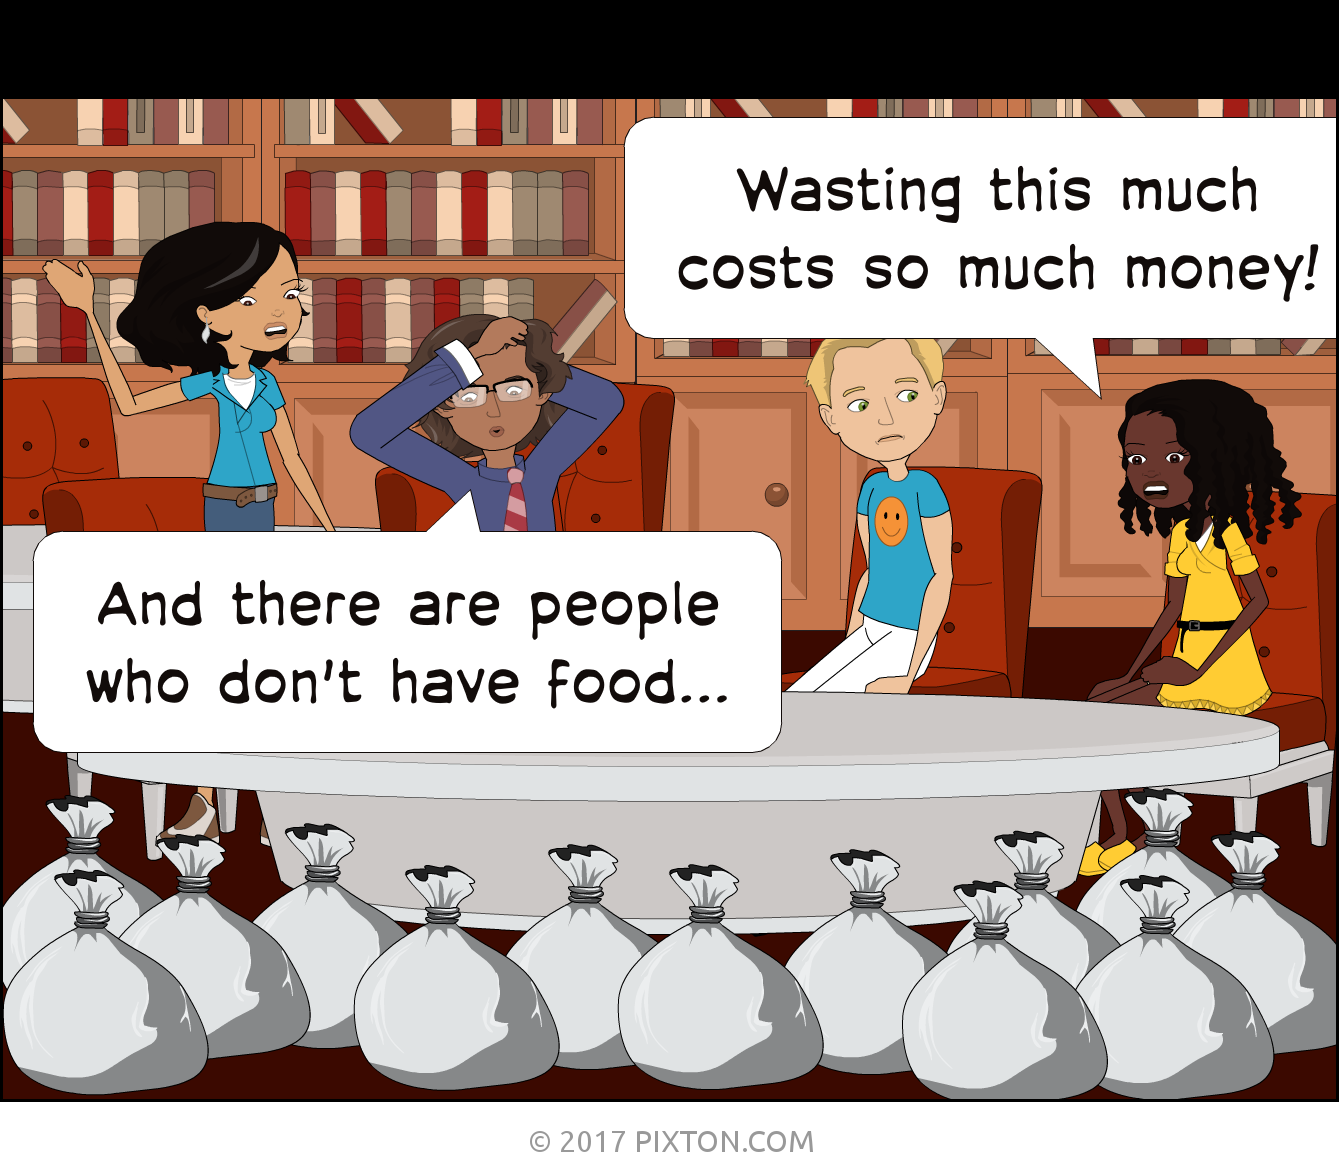 Wasting this much
costs so much money!
And there are people
who don't have food...
© 2017 PIXTON.COM